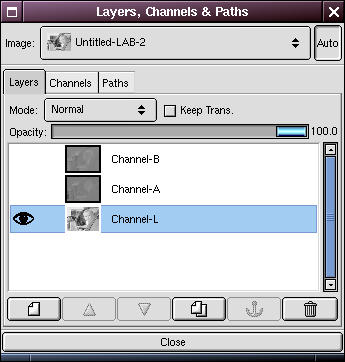 Layers, Channels & Paths
Image: Untitled-LAB-2 Auto
Layers Channels Paths
Mode: Normal Keep Trans.
Opacity: 100.0
Channel-B
Channel-A
Channel-L
Close